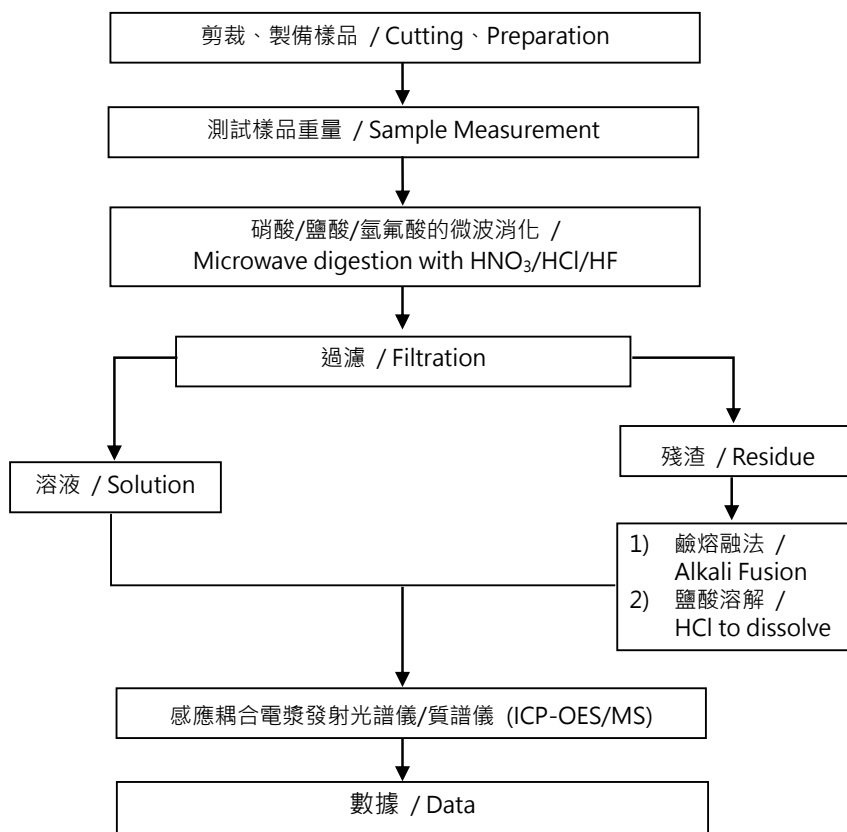 剪裁、製備樣品 / Cutting、Preparation
測試樣品重量 / Sample Measurement
硝酸/鹽酸/氫氟酸的微波消化 /
Microwave digestion with HNO₃/HCl/HF
過濾 / Filtration
溶液 / Solution
殘渣 / Residue
1) 鹼熔融法 /
Alkali Fusion
2) 鹽酸溶解 /
HCl to dissolve
感應耦合電漿發射光譜儀/質譜儀 (ICP-OES/MS)
數據 / Data